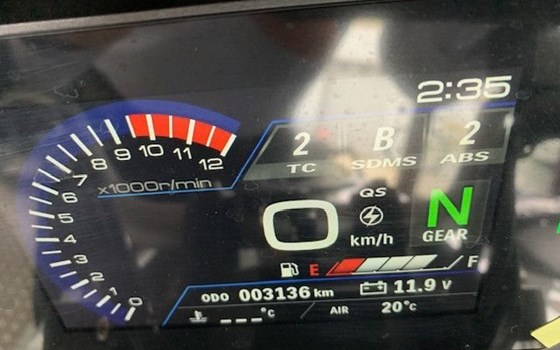 2:35
2 B 2
TC SDMS ABS
8 9 10 11 12
7
x1000r/min
6
5
4
3
2
1
0
QS
0 km/h
N
GEAR
E F
ODO 003136 km 11.9 V
---°C AIR 20°C